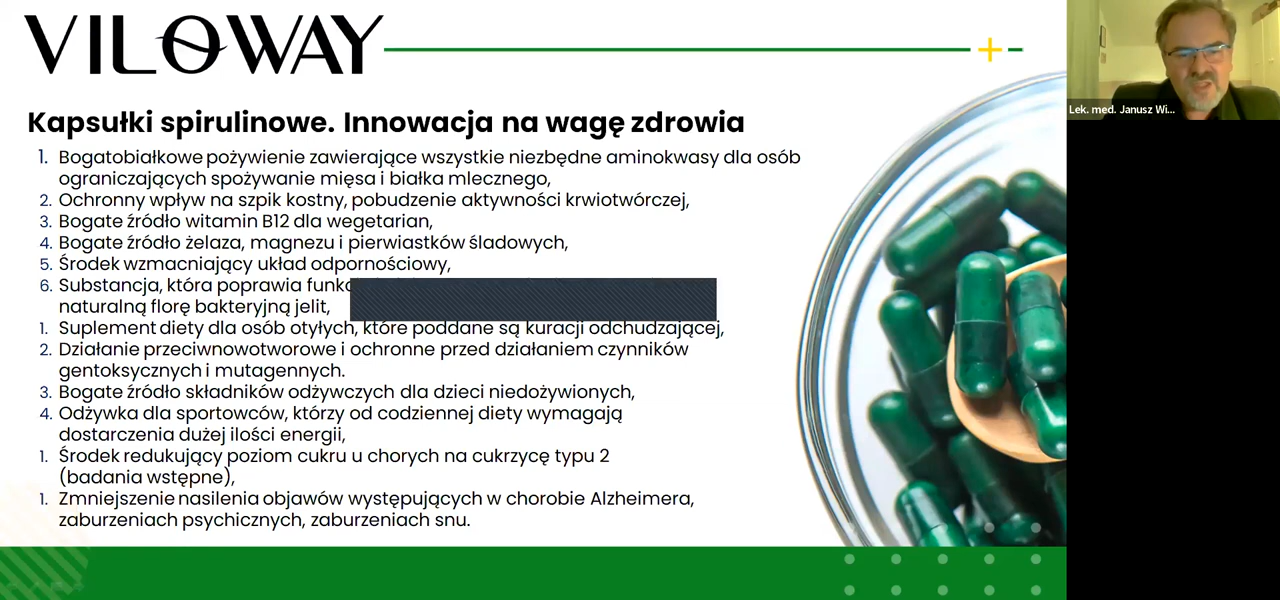 VILOWAY
Lek. med. Janusz Wi...
Kapsułki spirulinowe. Innowacja na wagę zdrowia
1. Bogatobiałkowe pożywienie zawierające wszystkie niezbędne aminokwasy dla osób
ograniczających spożywanie mięsa i białka mlecznego,
2. Ochronny wpływ na szpik kostny, pobudzenie aktywności krwiotwórczej,
3. Bogate źródło witamin B12 dla wegetarian,
4. Bogate źródło żelaza, magnezu i pierwiastków śladowych,
5. Środek wzmacniający układ odpornościowy,
6. Substancja, która poprawia
naturalną florę bakteryjną jelit,
1. Suplement diety dla osób otyłych, które poddane są kuracji odchudzającej,
2. Działanie przeciwnowotworowe i ochronne przed działaniem czynników
gentoksycznych i mutagennych.
3. Bogate źródło składników odżywczych dla dzieci niedożywionych,
4. Odżywka dla sportowców, którzy od codziennej diety wymagają
dostarczenia dużej ilości energii,
1. Środek redukujący poziom cukru u chorych na cukrzycę typu 2
(badania wstępne),
1. Zmniejszenie nasilenia objawów występujących w chorobie Alzheimera,
zaburzeniach psychicznych, zaburzeniach snu.